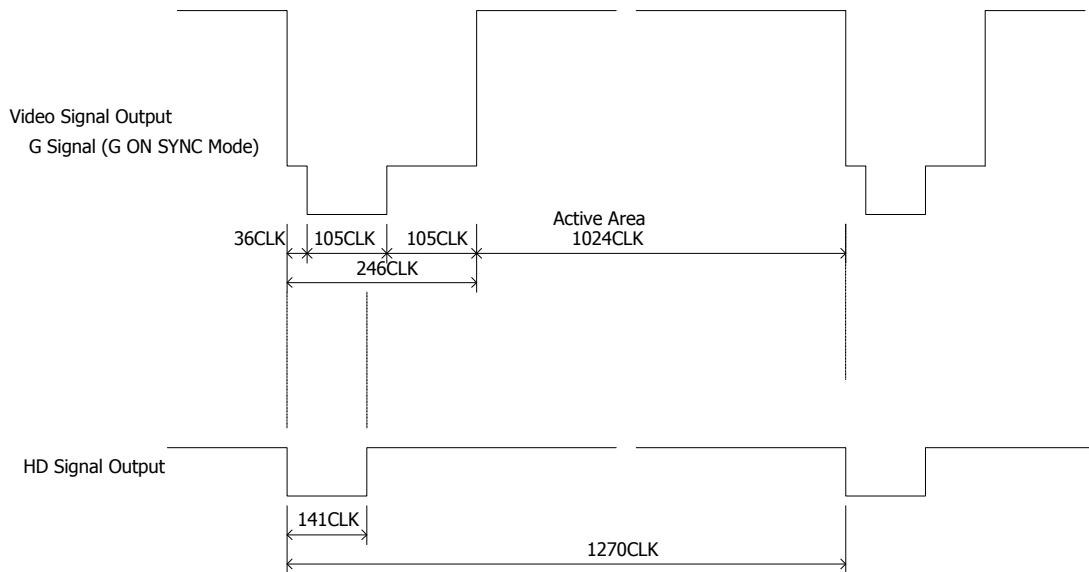 Video Signal Output
G Signal (G ON SYNC Mode)
Active Area
36CLK 105CLK 105CLK 1024CLK
246CLK
HD Signal Output
141CLK
1270CLK